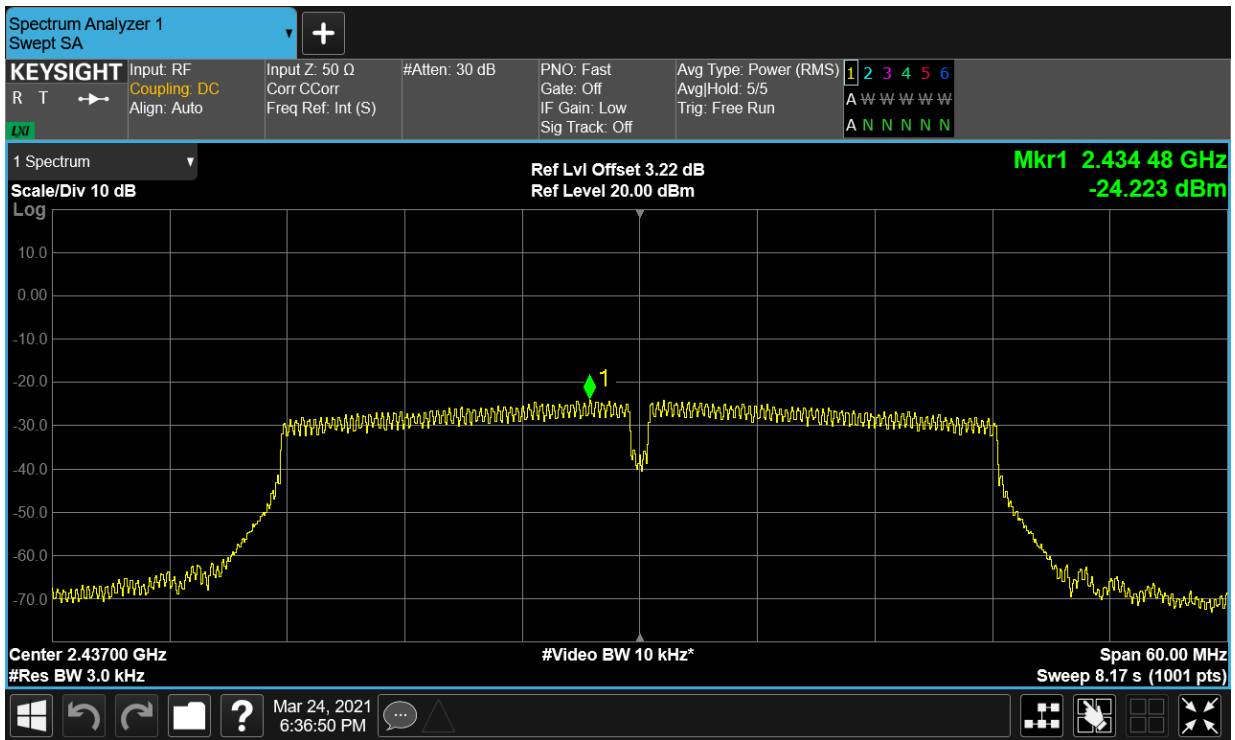 Spectrum Analyzer 1
Swept SA
KEYSIGHT
R T
LXI
Input: RF
Coupling: DC
Align: Auto
Input Z: 50 Ω
Corr CCorr
Freq Ref: Int (S)
#Atten: 30 dB
PNO: Fast
Gate: Off
IF Gain: Low
Sig Track: Off
Avg Type: Power (RMS)
Avg|Hold: 5/5
Trig: Free Run
1 2 3 4 5 6
A W W W W W
A N N N N N
1 Spectrum
Scale/Div 10 dB
Ref Lvl Offset 3.22 dB
Ref Level 20.00 dBm
Mkr1 2.434 48 GHz
-24.223 dBm
Log
10.0
0.00
-10.0
-20.0
-30.0
-40.0
-50.0
-60.0
-70.0
1
Center 2.43700 GHz
#Res BW 3.0 kHz
#Video BW 10 kHz*
Span 60.00 MHz
Sweep 8.17 s (1001 pts)
?
Mar 24, 2021
6:36:50 PM